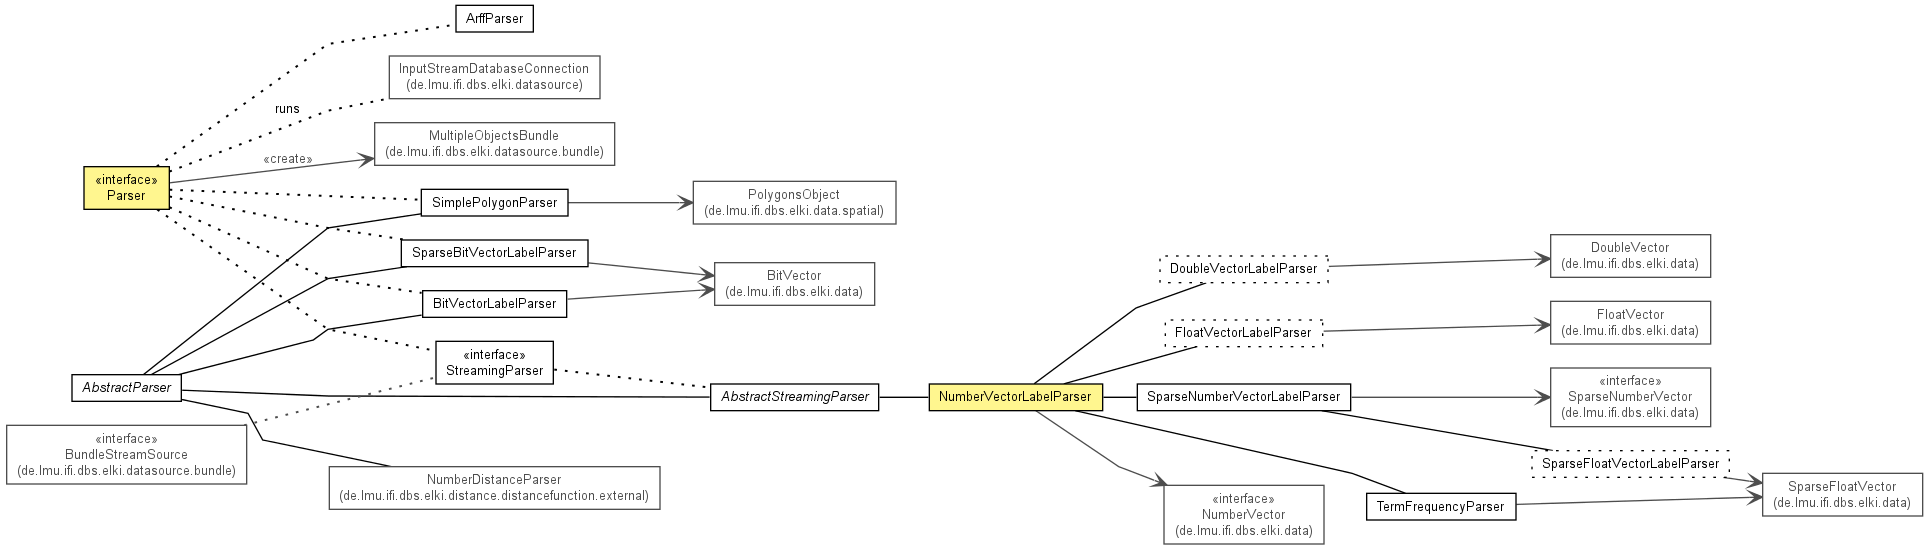 ArffParser
InputStreamDatabaseConnection
(de.lmu.ifi.dbs.elki.datasource)
runs
MultipleObjectsBundle
(de.lmu.ifi.dbs.elki.datasource.bundle)
«create»
«interface»
Parser
SimplePolygonParser
PolygonsObject
(de.lmu.ifi.dbs.elki.data.spatial)
SparseBitVectorLabelParser
BitVector
(de.lmu.ifi.dbs.elki.data)
BitVectorLabelParser
«interface»
StreamingParser
AbstractParser
AbstractStreamingParser
«interface»
BundleStreamSource
(de.lmu.ifi.dbs.elki.datasource.bundle)
NumberDistanceParser
(de.lmu.ifi.dbs.elki.distance.distancefunction.external)
NumberVectorLabelParser
DoubleVectorLabelParser
DoubleVector
(de.lmu.ifi.dbs.elki.data)
FloatVectorLabelParser
FloatVector
(de.lmu.ifi.dbs.elki.data)
SparseNumberVectorLabelParser
«interface»
SparseNumberVector
(de.lmu.ifi.dbs.elki.data)
SparseFloatVectorLabelParser
SparseFloatVector
(de.lmu.ifi.dbs.elki.data)
TermFrequencyParser
«interface»
NumberVector
(de.lmu.ifi.dbs.elki.data)